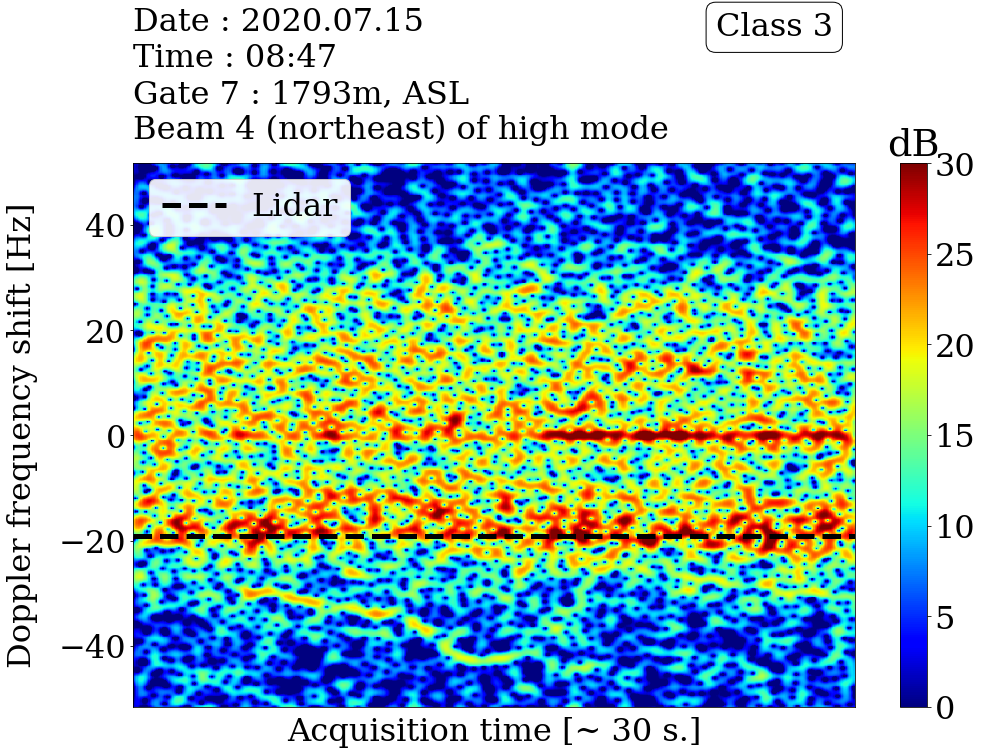 Date : 2020.07.15
Time : 08:47
Gate 7 : 1793m, ASL
Beam 4 (northeast) of high mode
Class 3
dB
Lidar
Doppler frequency shift [Hz]
40
20
0
−20
−40
30
25
20
15
10
5
0
Acquisition time [~ 30 s.]